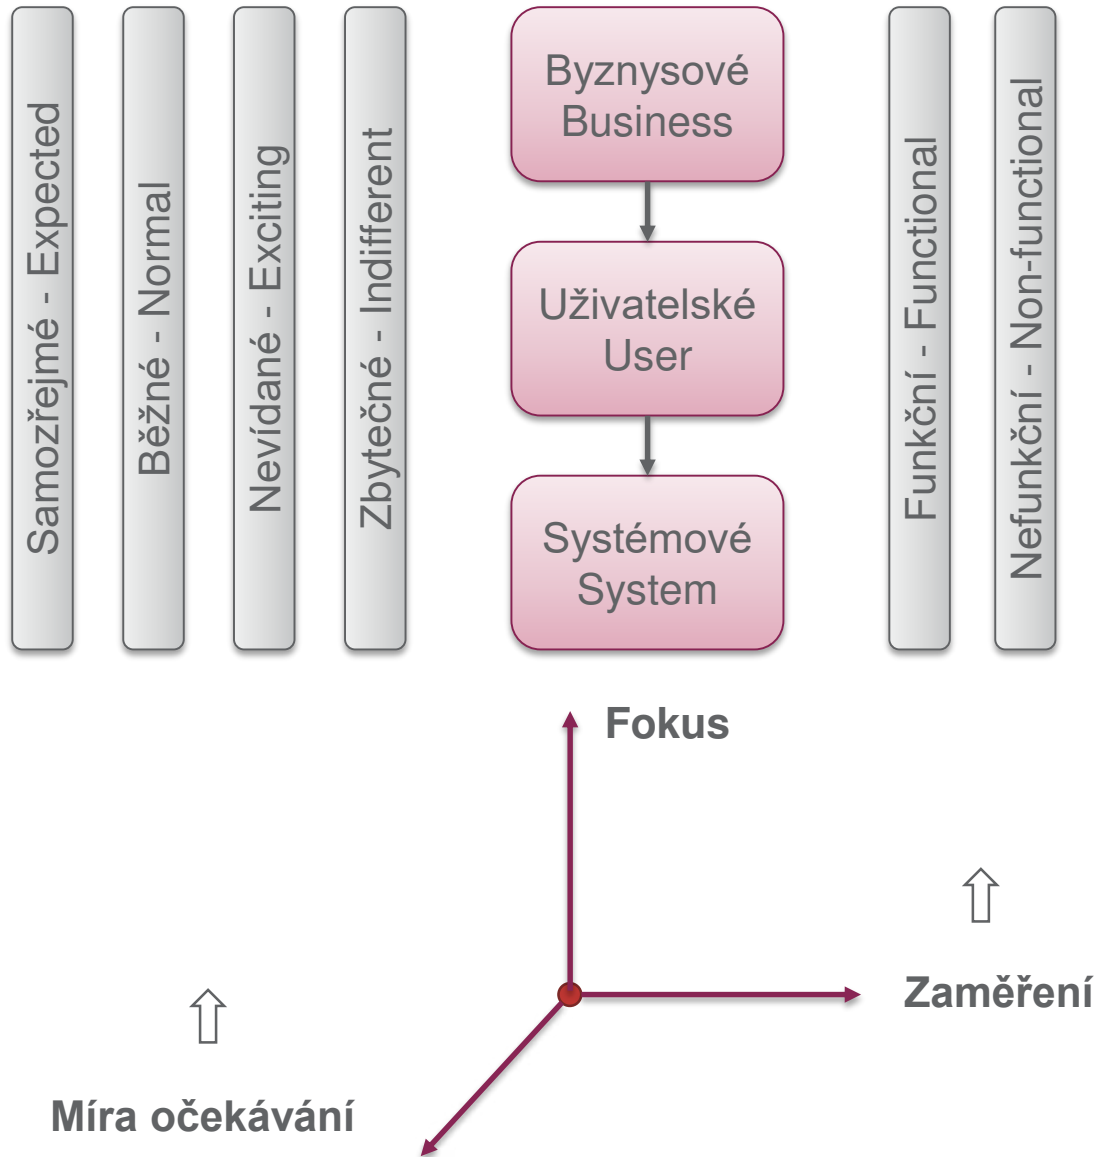 Samozřejmé - Expected
Běžné - Normal
Nevídané - Exciting
Zbytečné - Indifferent
Byznysové
Business
Uživatelské
User
Systémové
System
Funkční - Functional
Nefunkční - Non-functional
Fokus
Zaměření
Míra očekávání